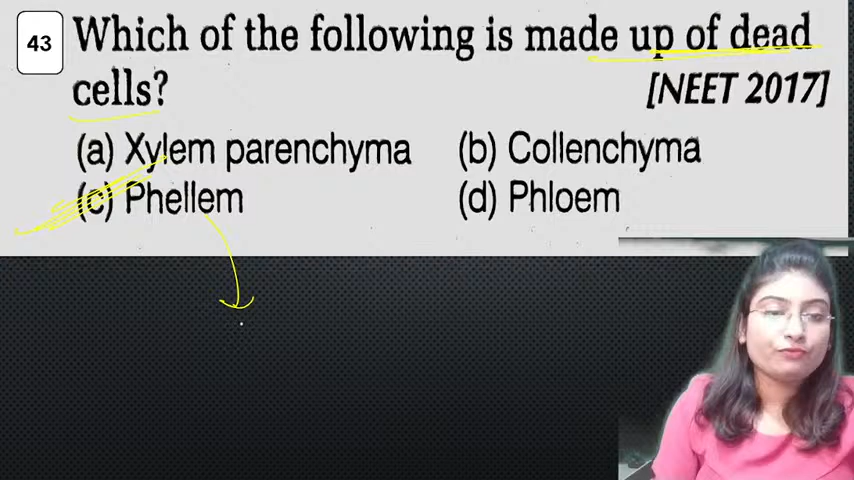 43 Which of the following is made up of dead
cells? [NEET 2017]
(a) Xylem parenchyma (b) Collenchyma
(c) Phellem (d) Phloem